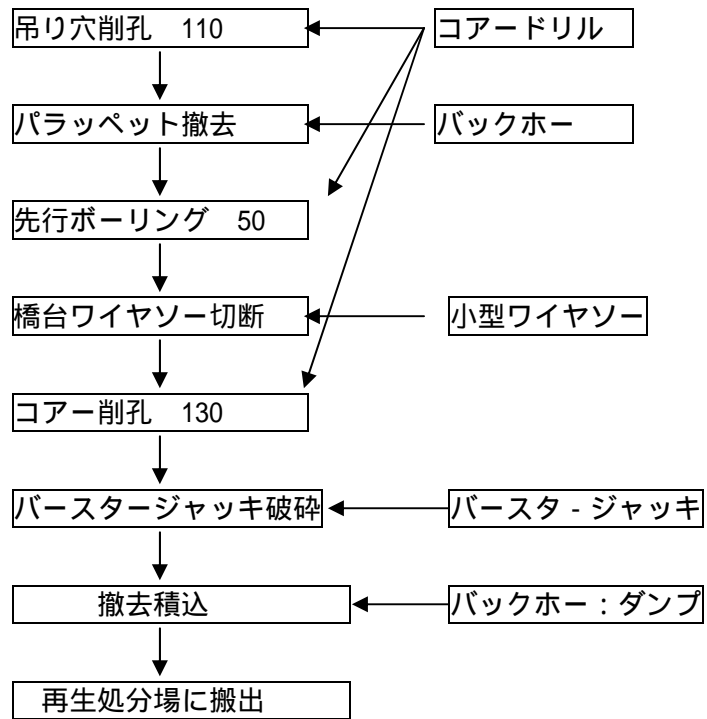 吊り穴削孔　110
コアードリル
パラッペット撤去
バックホー
先行ボーリング　50
橋台ワイヤソー切断
小型ワイヤソー
コアー削孔　130
バースタージャッキ破砕
バースタ - ジャッキ
撤去積込
バックホー：ダンプ
再生処分場に搬出